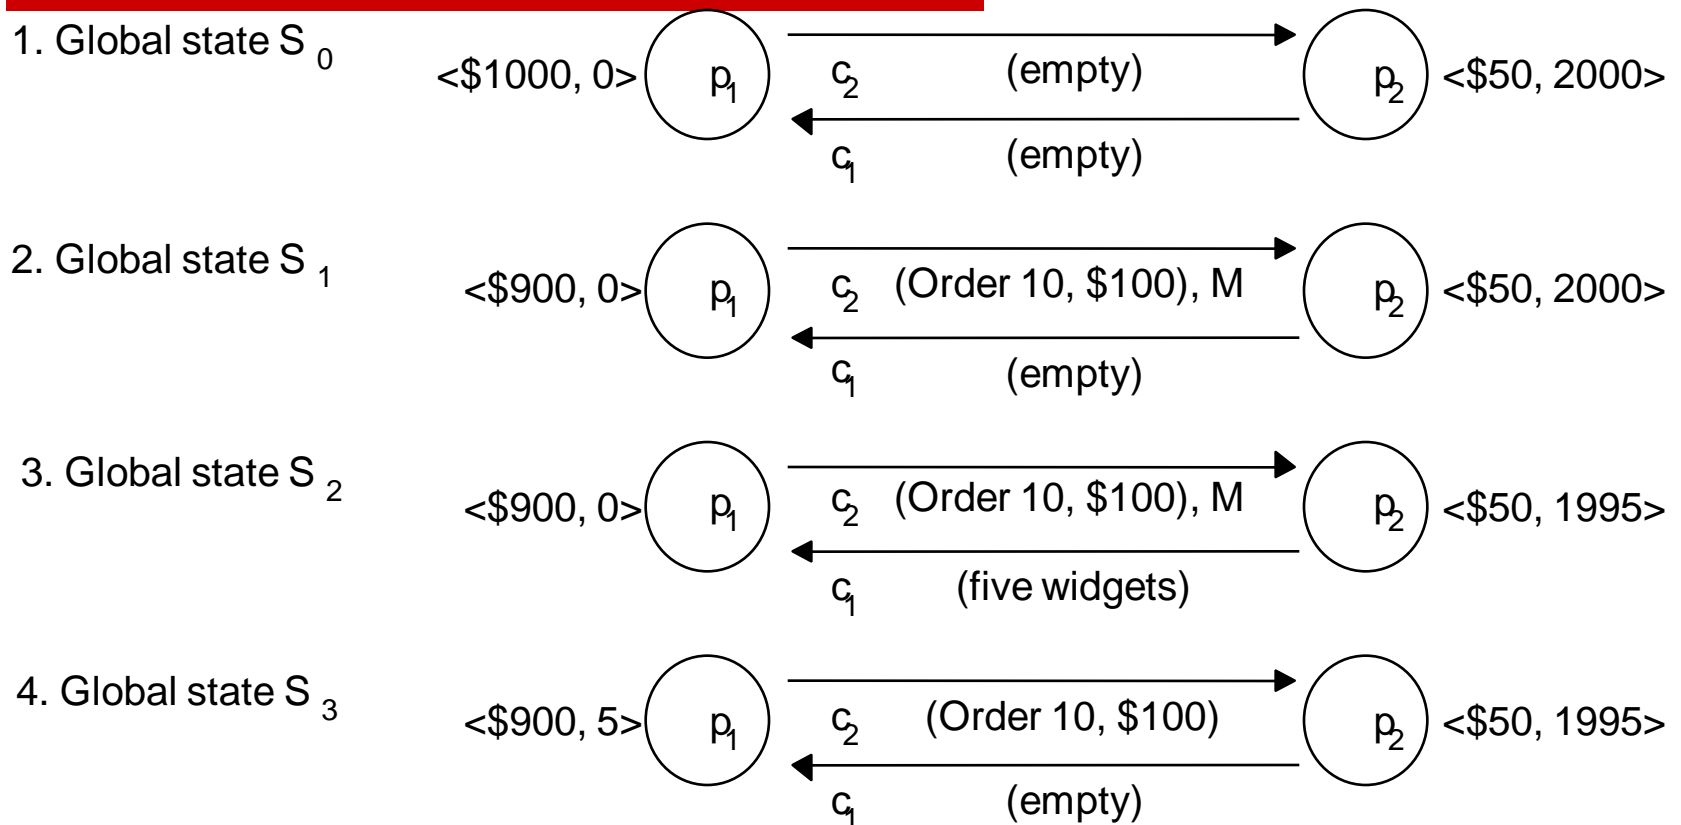 1. Global state S 0
<$1000, 0> p1 c2 (empty) p2 <$50, 2000>
c1 (empty)
2. Global state S 1
<$900, 0> p1 c2 (Order 10, $100), M p2 <$50, 2000>
c1 (empty)
3. Global state S 2
<$900, 0> p1 c2 (Order 10, $100), M p2 <$50, 1995>
c1 (five widgets)
4. Global state S 3
<$900, 5> p1 c2 (Order 10, $100) p2 <$50, 1995>
c1 (empty)